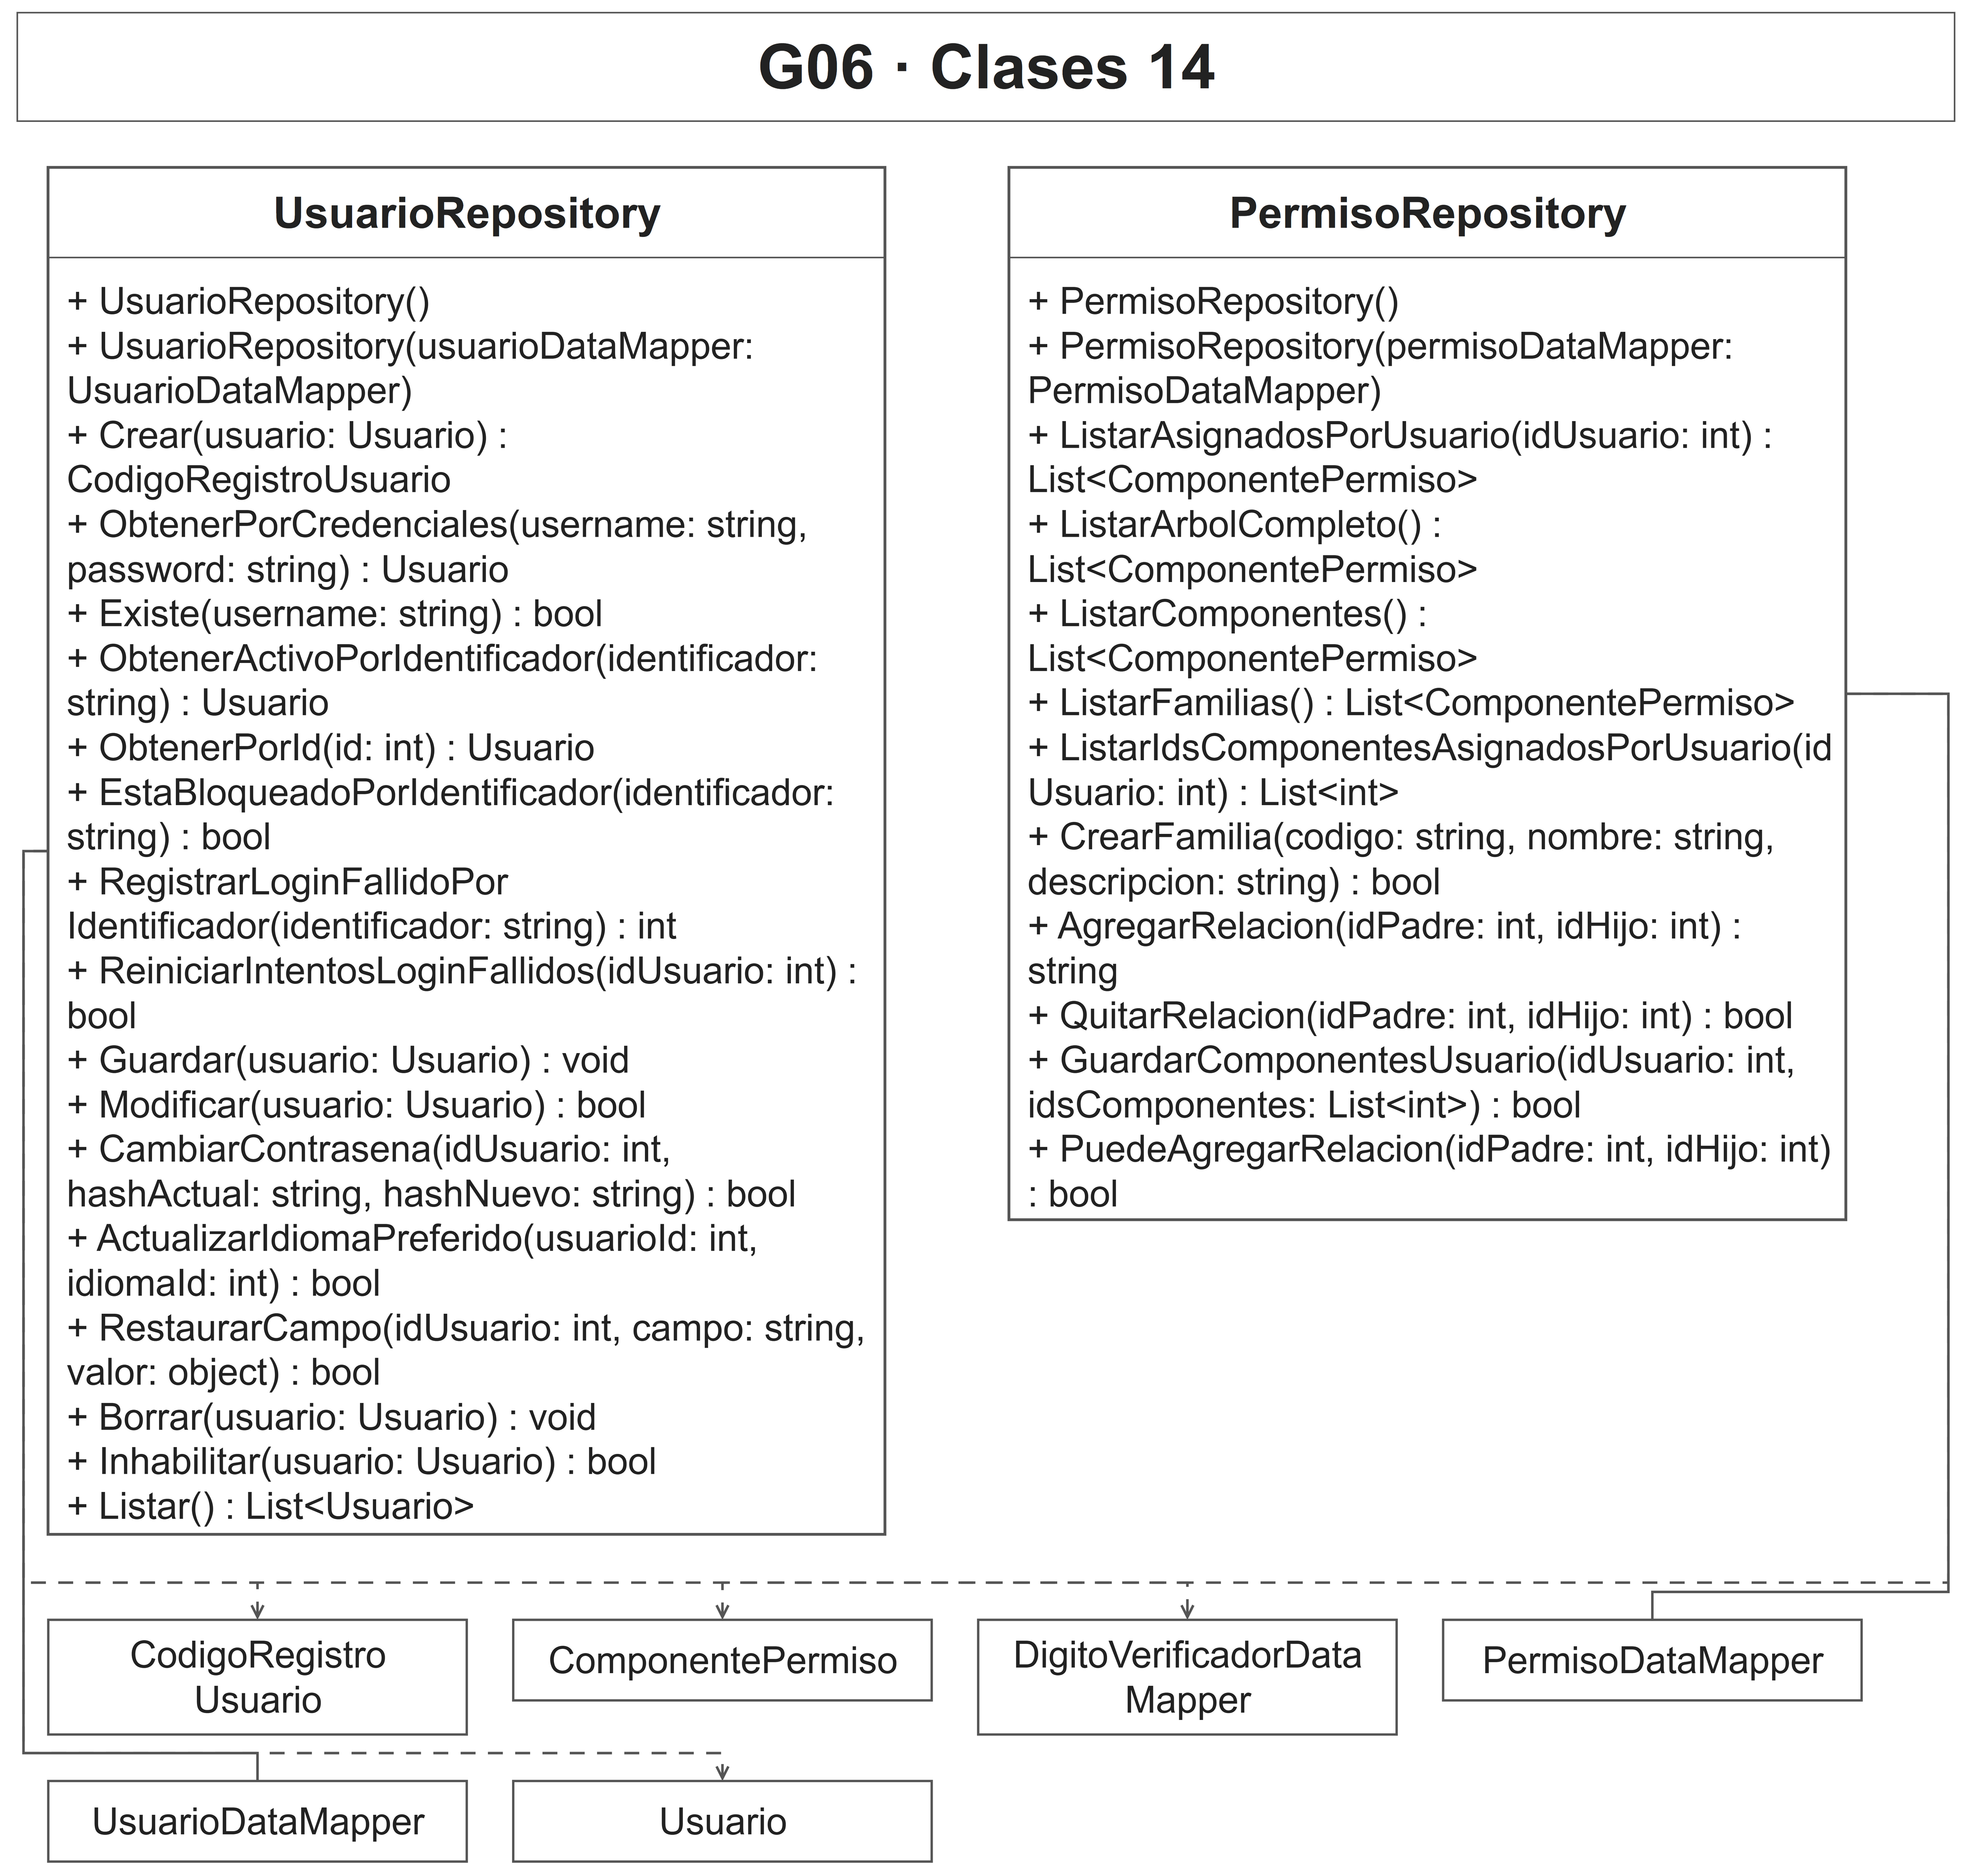 G06 · Clases 14
UsuarioRepository
+ UsuarioRepository()
+ UsuarioRepository(usuarioDataMapper:
UsuarioDataMapper)
+ Crear(usuario: Usuario) :
CodigoRegistroUsuario
+ ObtenerPorCredenciales(username: string,
password: string) : Usuario
+ Existe(username: string) : bool
+ ObtenerActivoPorIdentificador(identificador:
string) : Usuario
+ ObtenerPorId(id: int) : Usuario
+ EstaBloqueadoPorIdentificador(identificador:
string) : bool
+ RegistrarLoginFallidoPor
Identificador(identificador: string) : int
+ ReiniciarIntentosLoginFallidos(idUsuario: int) :
bool
+ Guardar(usuario: Usuario) : void
+ Modificar(usuario: Usuario) : bool
+ CambiarContrasena(idUsuario: int,
hashActual: string, hashNuevo: string) : bool
+ ActualizarIdiomaPreferido(usuarioId: int,
idiomaId: int) : bool
+ RestaurarCampo(idUsuario: int, campo: string,
valor: object) : bool
+ Borrar(usuario: Usuario) : void
+ Inhabilitar(usuario: Usuario) : bool
+ Listar() : List<Usuario>
PermisoRepository
+ PermisoRepository()
+ PermisoRepository(permisoDataMapper:
PermisoDataMapper)
+ ListarAsignadosPorUsuario(idUsuario: int) :
List<ComponentePermiso>
+ ListarArbolCompleto() :
List<ComponentePermiso>
+ ListarComponentes() :
List<ComponentePermiso>
+ ListarFamilias() : List<ComponentePermiso>
+ ListarIdsComponentesAsignadosPorUsuario(id
Usuario: int) : List<int>
+ CrearFamilia(codigo: string, nombre: string,
descripcion: string) : bool
+ AgregarRelacion(idPadre: int, idHijo: int) :
string
+ QuitarRelacion(idPadre: int, idHijo: int) : bool
+ GuardarComponentesUsuario(idUsuario: int,
idsComponentes: List<int>) : bool
+ PuedeAgregarRelacion(idPadre: int, idHijo: int)
: bool
CodigoRegistro
Usuario
ComponentePermiso
DigitoVerificadorData
Mapper
PermisoDataMapper
UsuarioDataMapper
Usuario